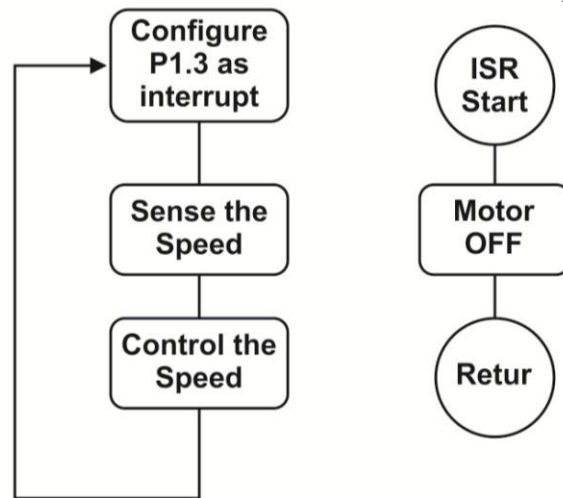 Configure
P1.3 as
interrupt
Sense the
Speed
Control the
Speed
ISR
Start
Motor
OFF
Retur